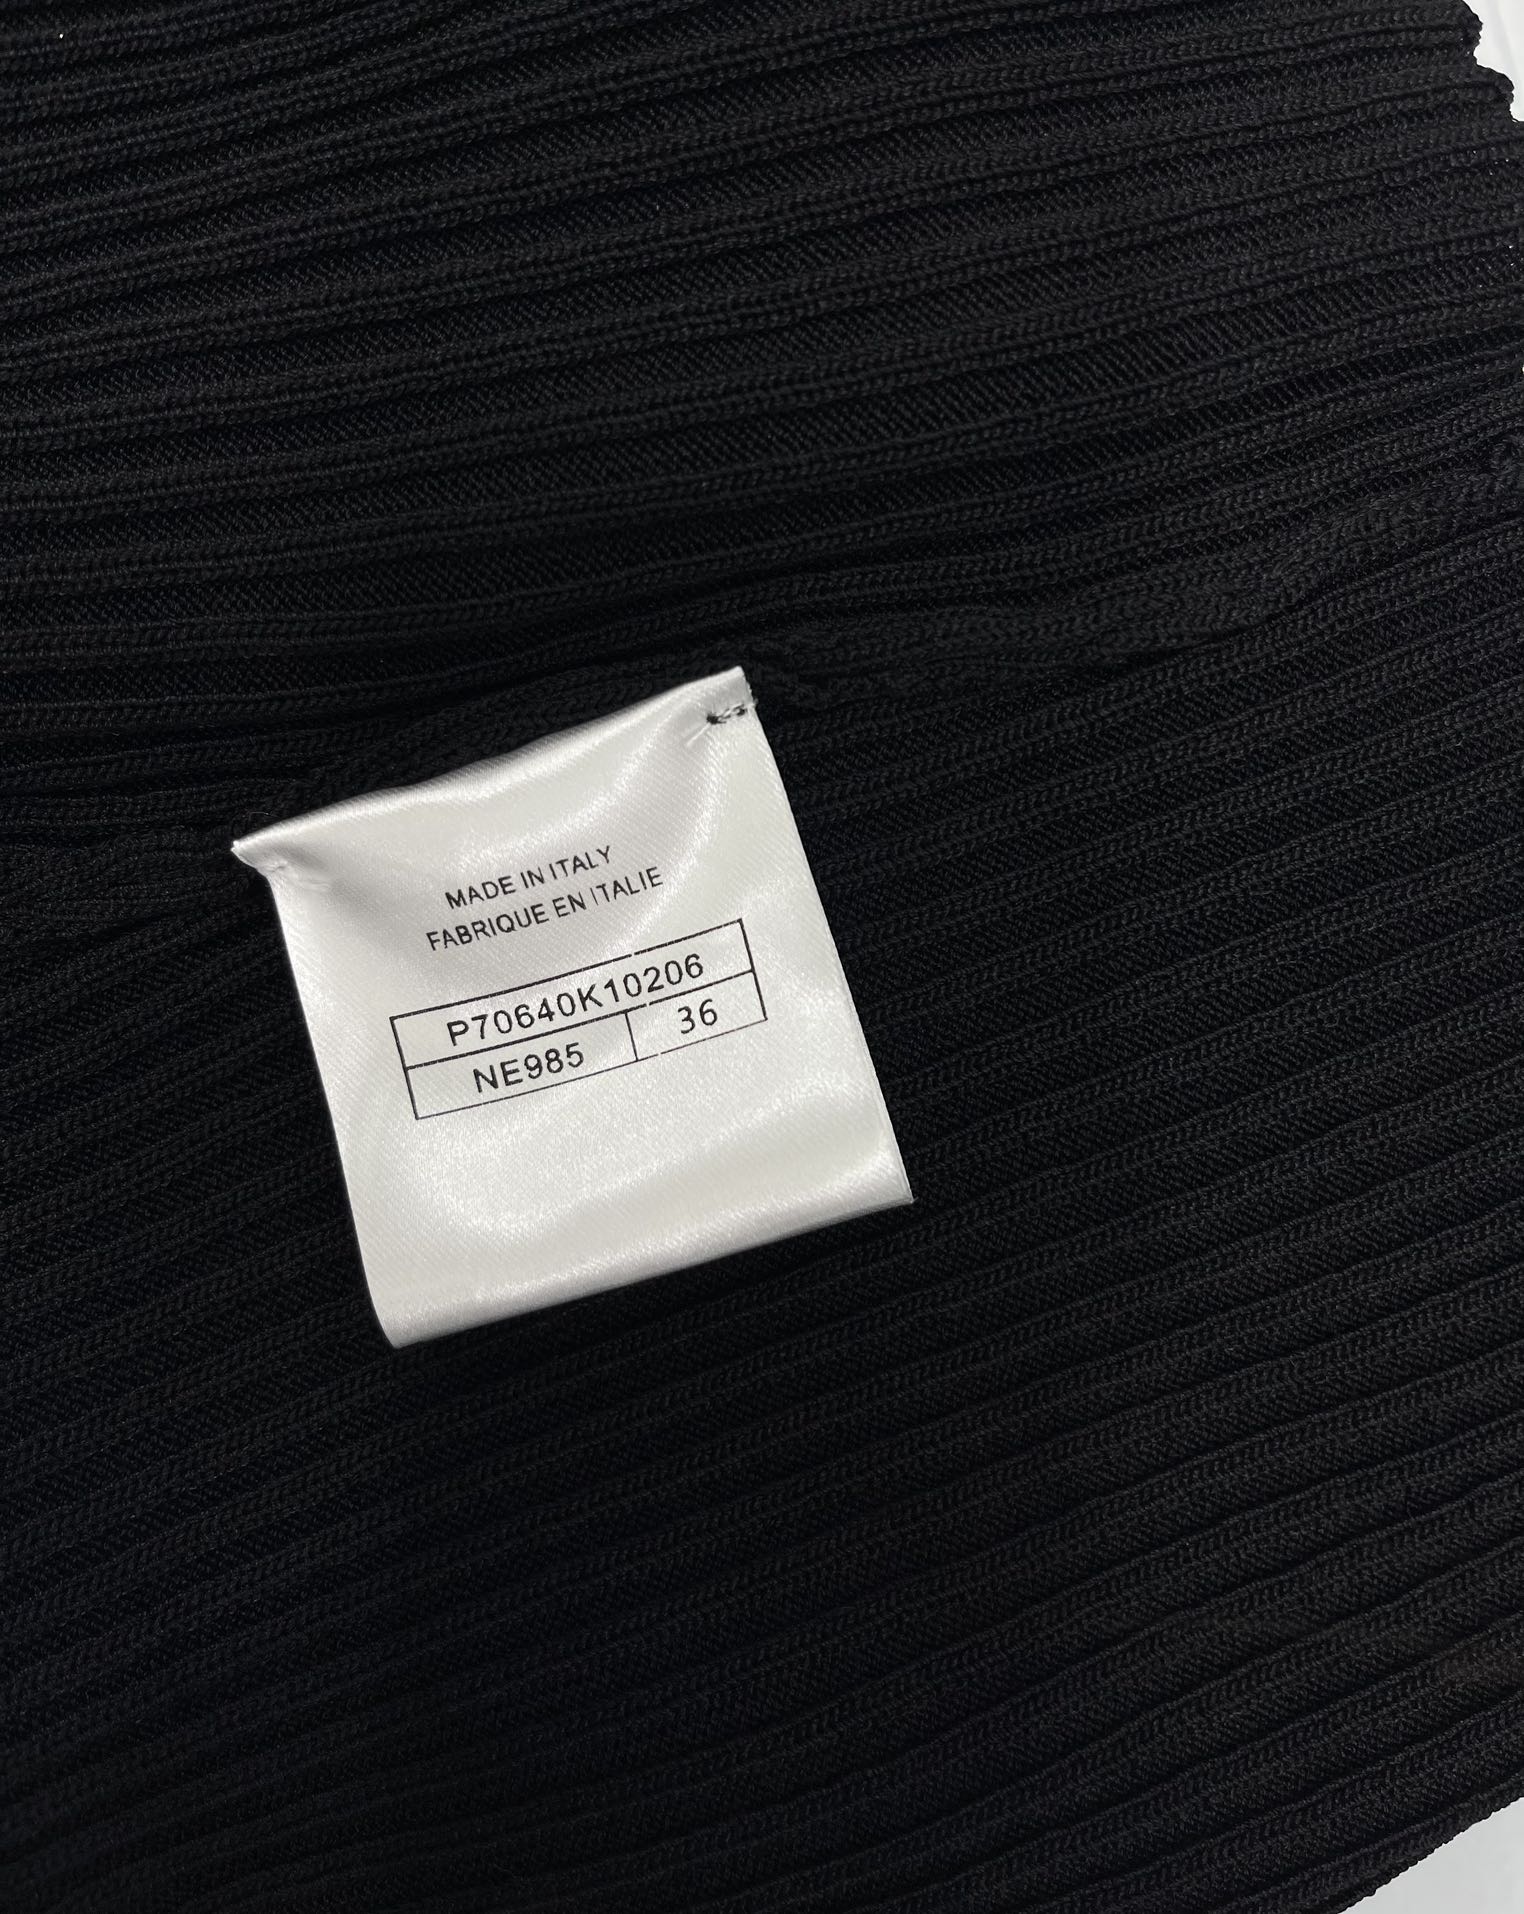 MADE IN ITALY
FABRIQUE EN ITALIE
P70640K10206
NE985 36